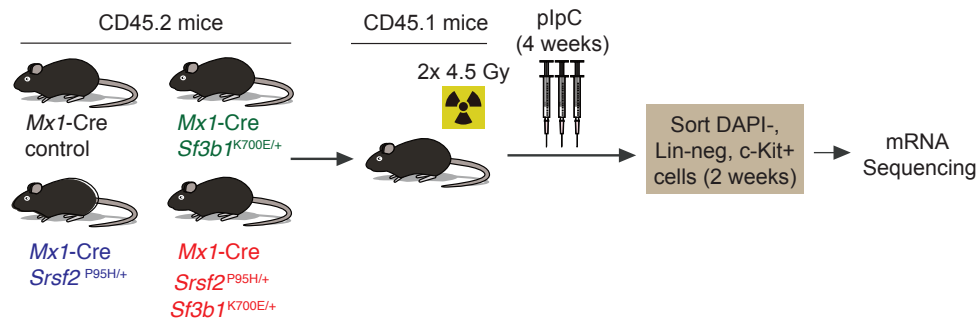 CD45.2 mice
Mx1-Cre
control
Mx1-Cre
Sf3b1K700E/+
Mx1-Cre
Srsf2 P95H/+
Mx1-Cre
Srsf2P95H/+
Sf3b1K700E/+
CD45.1 mice
2x 4.5 Gy
pIpC
(4 weeks)
Sort DAPI-,
Lin-neg, c-Kit+
cells (2 weeks)
mRNA
Sequencing